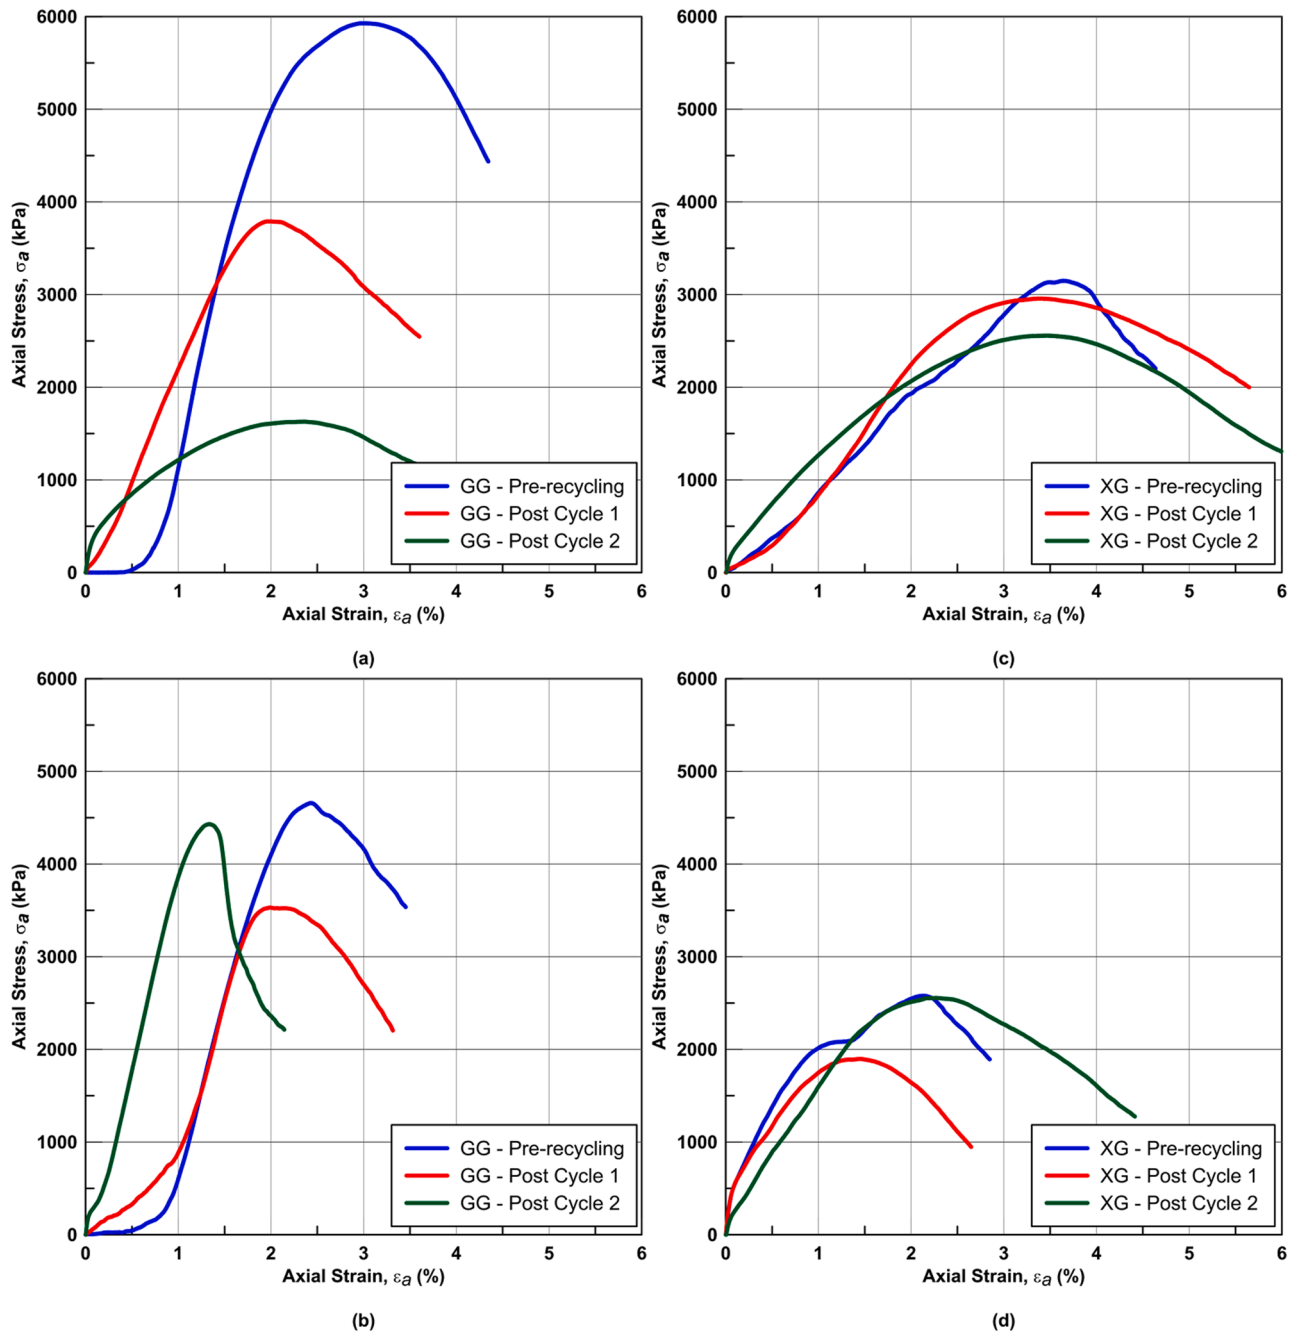 6000
5000
4000
3000
2000
1000
0
Axial Stress, σa (kPa)
0 1 2 3 4 5 6
Axial Strain, εa (%)
GG - Pre-recycling
GG - Post Cycle 1
GG - Post Cycle 2
(a)
6000
5000
4000
3000
2000
1000
0
Axial Stress, σa (kPa)
0 1 2 3 4 5 6
Axial Strain, εa (%)
XG - Pre-recycling
XG - Post Cycle 1
XG - Post Cycle 2
(c)
6000
5000
4000
3000
2000
1000
0
Axial Stress, σa (kPa)
0 1 2 3 4 5 6
Axial Strain, εa (%)
GG - Pre-recycling
GG - Post Cycle 1
GG - Post Cycle 2
(b)
6000
5000
4000
3000
2000
1000
0
Axial Stress, σa (kPa)
0 1 2 3 4 5 6
Axial Strain, εa (%)
XG - Pre-recycling
XG - Post Cycle 1
XG - Post Cycle 2
(d)